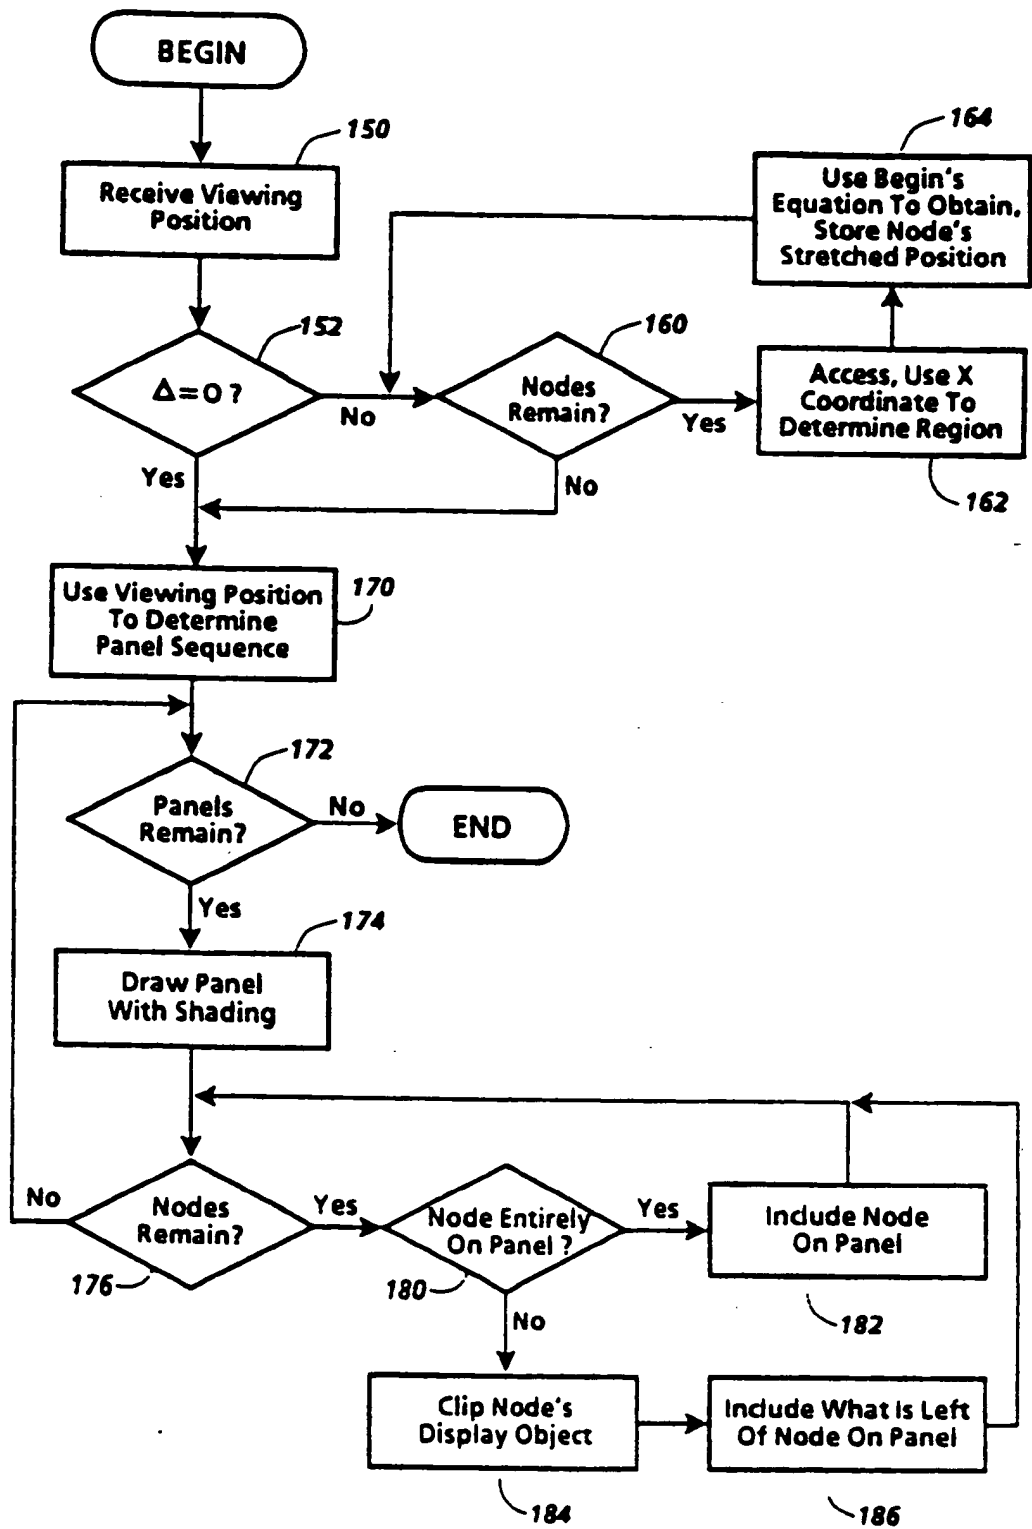 BEGIN
150
Receive Viewing
Position
164
Use Begin's
Equation To Obtain,
Store Node's
Stretched Position
152
Δ=0 ?
No
Yes
160
Nodes
Remain?
Yes
No
Access, Use X
Coordinate To
Determine Region
162
Use Viewing Position
To Determine
Panel Sequence
170
172
Panels
Remain?
No
END
Yes
174
Draw Panel
With Shading
No
Nodes
Remain?
176
Yes
Node Entirely
On Panel ?
180
Yes
Include Node
On Panel
182
No
Clip Node's
Display Object
184
Include What Is Left
Of Node On Panel
186